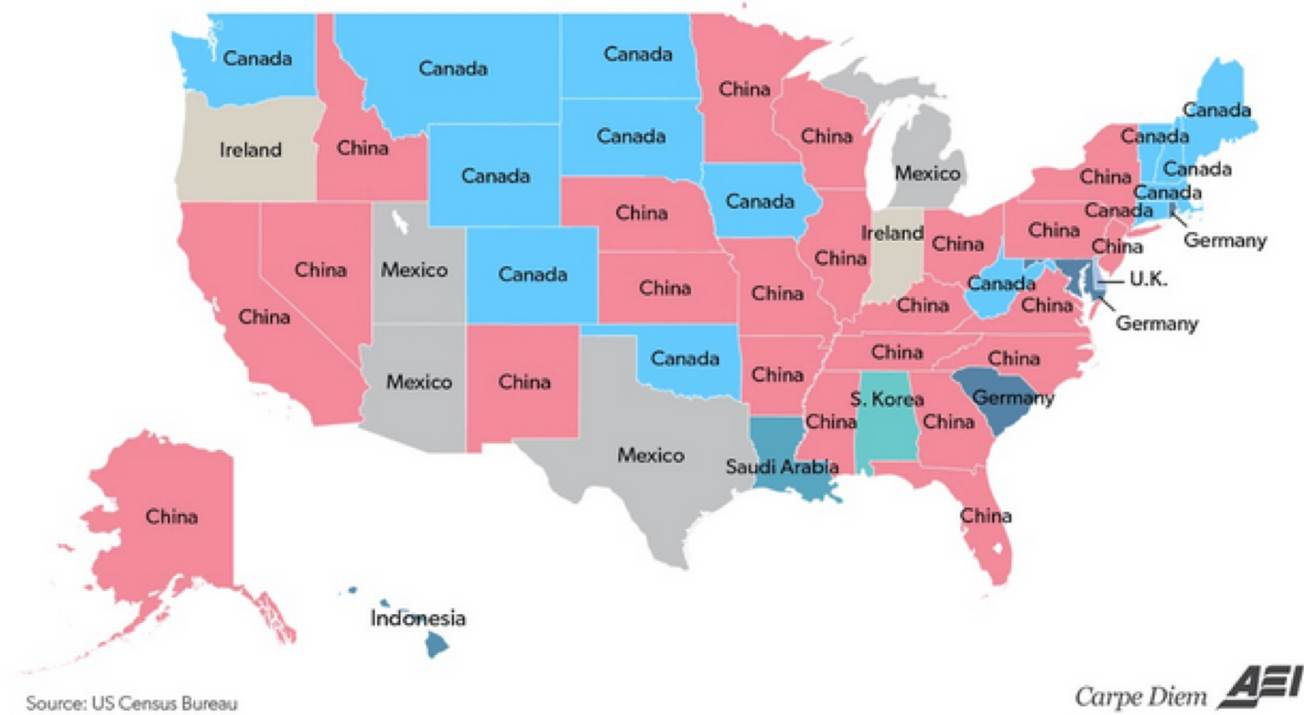 Canada
Canada
Canada
China
Canada
Ireland
China
Canada
Canada
China
Canada
Canada
China
Canada
Mexico
China
Canada
China
Canada
Ireland
China
China
China
Germany
China
Mexico
Canada
China
China
China
Canada
U.K.
China
China
China
China
Germany
China
China
Canada
China
Mexico
China
China
S. Korea
Germany
China
China
Mexico
Saudi Arabia
China
China
Indonesia
Source: US Census Bureau
Carpe Diem AEI